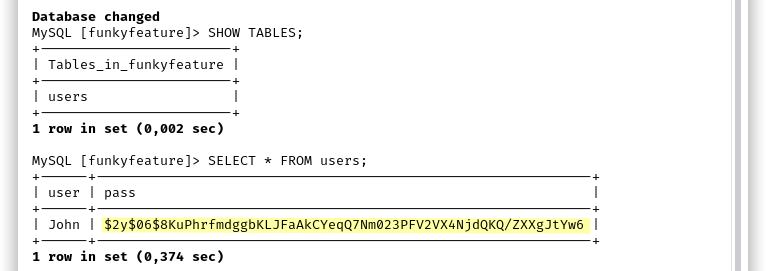 Database changed
MySQL [funkyfeature]> SHOW TABLES;
+------------------------+
| Tables_in_funkyfeature |
+------------------------+
| users                  |
+------------------------+
1 row in set (0,002 sec)
MySQL [funkyfeature]> SELECT * FROM users;
+------+--------------------------------------------------------------+
| user | pass                                                         |
+------+--------------------------------------------------------------+
| John | $2y$06$8KuPhrfmdggbKLJFaAkCYeqQ7Nm023PFV2VX4NjdQKQ/ZXXgJtYw6 |
+------+--------------------------------------------------------------+
1 row in set (0,374 sec)